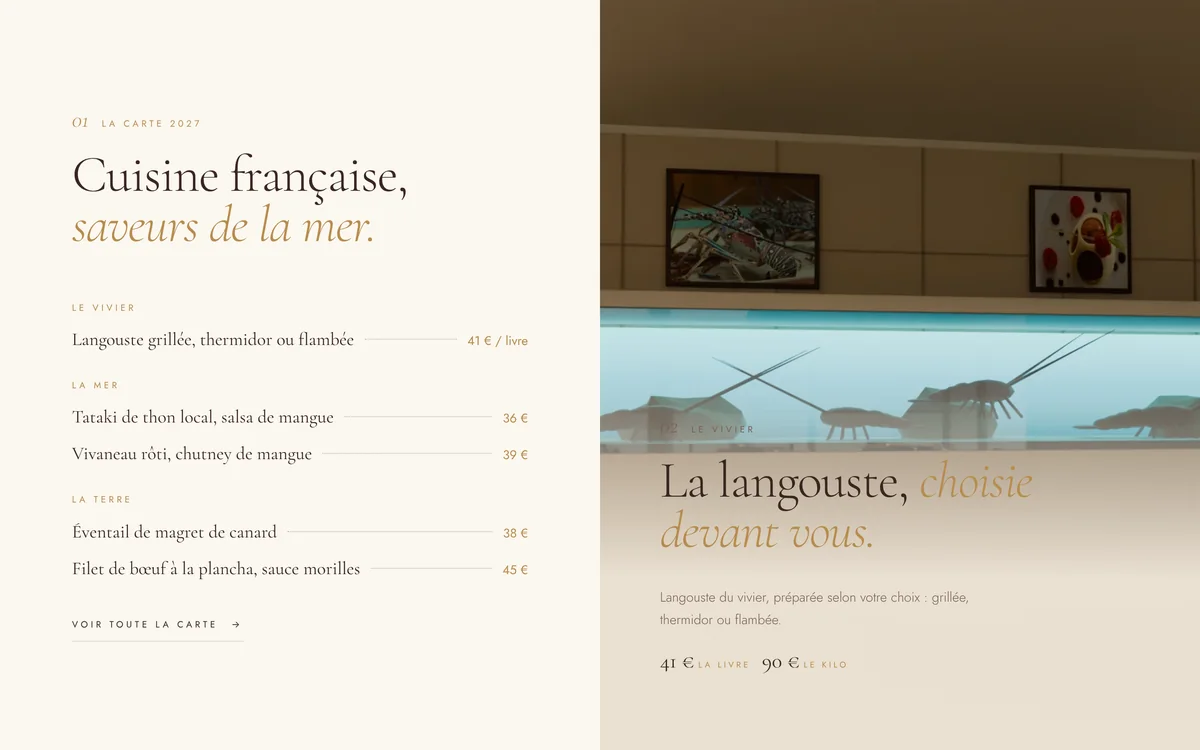 01 LA CARTE 2027
Cuisine française,
saveurs de la mer.
LE VIVIER
Langouste grillée, thermidor ou flambée 41 € / livre
LA MER
Tataki de thon local, salsa de mangue 36 €
Vivaneau rôti, chutney de mangue 39 €
LA TERRE
Éventail de magret de canard 38 €
Filet de bœuf à la plancha, sauce morilles 45 €
VOIR TOUTE LA CARTE →
02 LE VIVIER
La langouste, choisie
devant vous.
Langouste du vivier, préparée selon votre choix : grillée,
thermidor ou flambée.
41 € LA LIVRE 90 € LE KILO